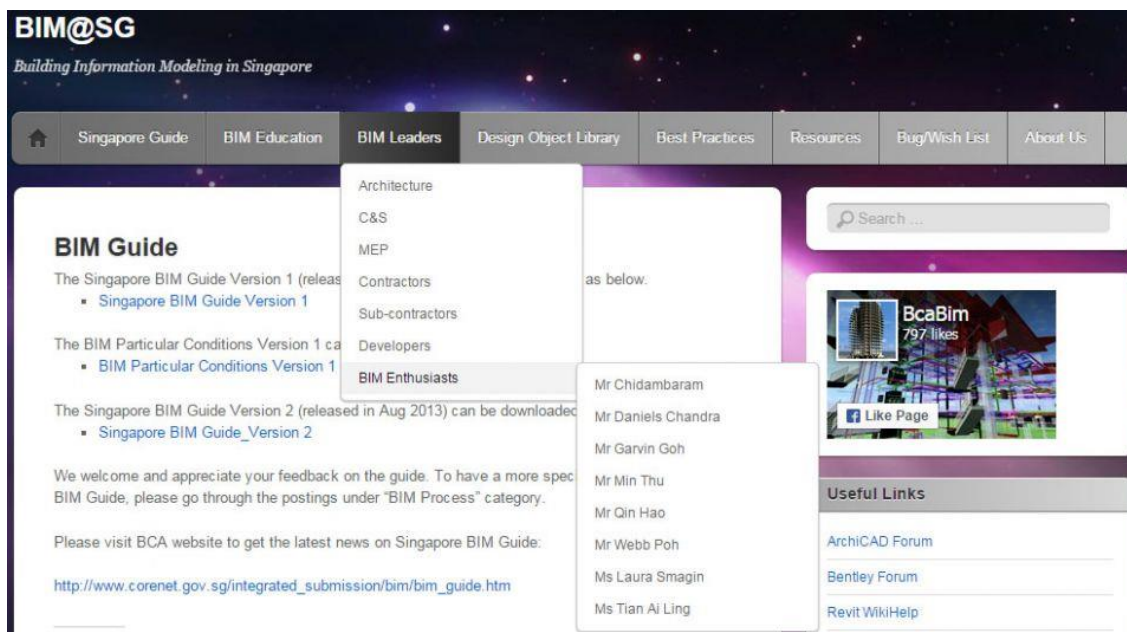 BIM@SG
Building Information Modeling in Singapore
Singapore Guide BIM Education BIM Leaders Design Object Library Best Practices Resources Bug/Wish List About Us
Architecture
C&S
MEP
Contractors
Sub-contractors
Developers
BIM Enthusiasts
Mr Chidambaram
Mr Daniels Chandra
Mr Garvin Goh
Mr Min Thu
Mr Qin Hao
Mr Webb Poh
Ms Laura Smagin
Ms Tian Ai Ling
BIM Guide
The Singapore BIM Guide Version 1 as below.
Singapore BIM Guide Version 1
The BIM Particular Conditions Version 1
BIM Particular Conditions Version 1
The Singapore BIM Guide Version 2 (released in Aug 2013) can be downloaded
Singapore BIM Guide_Version 2
We welcome and appreciate your feedback on the guide. To have a more
BIM Guide, please go through the postings under “BIM Process” category.
Please visit BCA website to get the latest news on Singapore BIM Guide:
http://www.corenet.gov.sg/integrated_submission/bim/bim_guide.htm
Search ...
BcaBim
797 likes
Like Page
Useful Links
ArchiCAD Forum
Bentley Forum
Revit WikiHelp